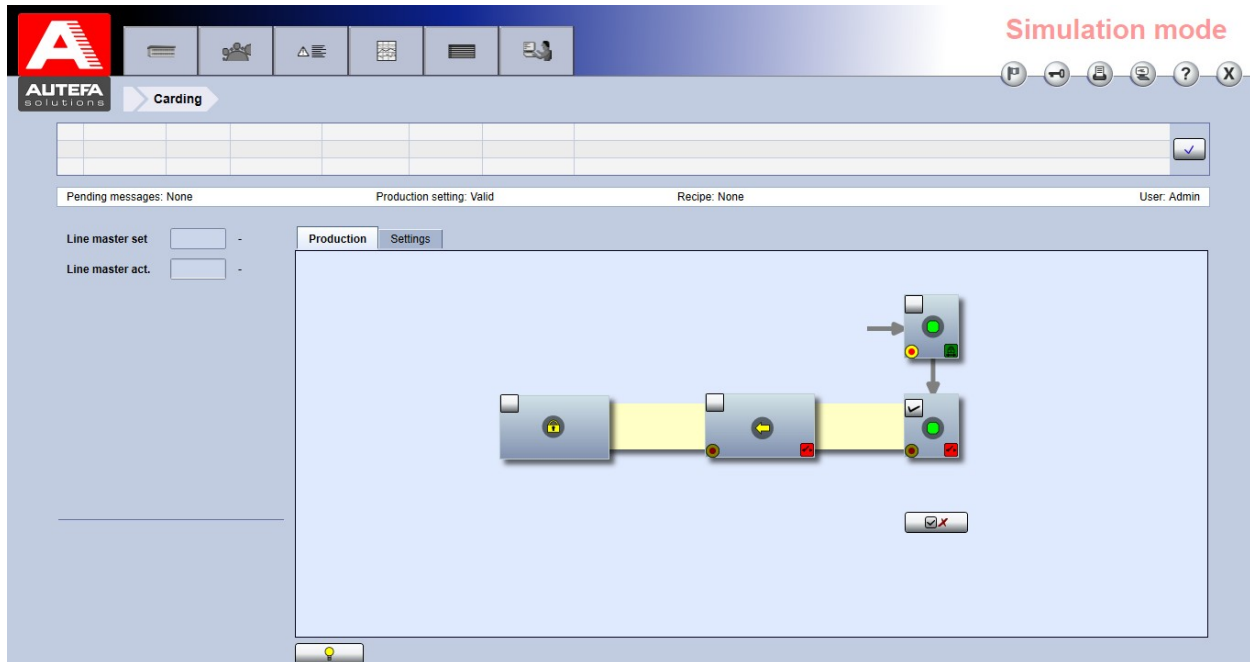 Simulation mode
AUTEFA
solutions
Carding
Pending messages: None Production setting: Valid Recipe: None User: Admin
Line master set -
Production Settings
Line master act. -